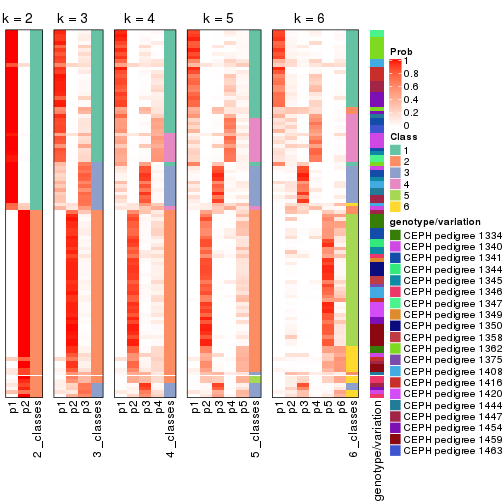 k = 2
k = 3
k = 4
k = 5
k = 6
Prob
1
0.8
0.6
0.4
0.2
0
Class
1
2
3
4
5
6
genotype/variation
CEPH pedigree 1334
CEPH pedigree 1340
CEPH pedigree 1341
CEPH pedigree 1344
CEPH pedigree 1345
CEPH pedigree 1346
CEPH pedigree 1347
CEPH pedigree 1349
CEPH pedigree 1350
CEPH pedigree 1358
CEPH pedigree 1362
CEPH pedigree 1375
CEPH pedigree 1408
CEPH pedigree 1416
CEPH pedigree 1420
CEPH pedigree 1444
CEPH pedigree 1447
CEPH pedigree 1454
CEPH pedigree 1459
CEPH pedigree 1463
p1
p2
2_classes
p1
p2
p3
3_classes
p1
p2
p3
p4
4_classes
p1
p2
p3
p4
p5
5_classes
p1
p2
p3
p4
p5
p6
6_classes
genotype/variation